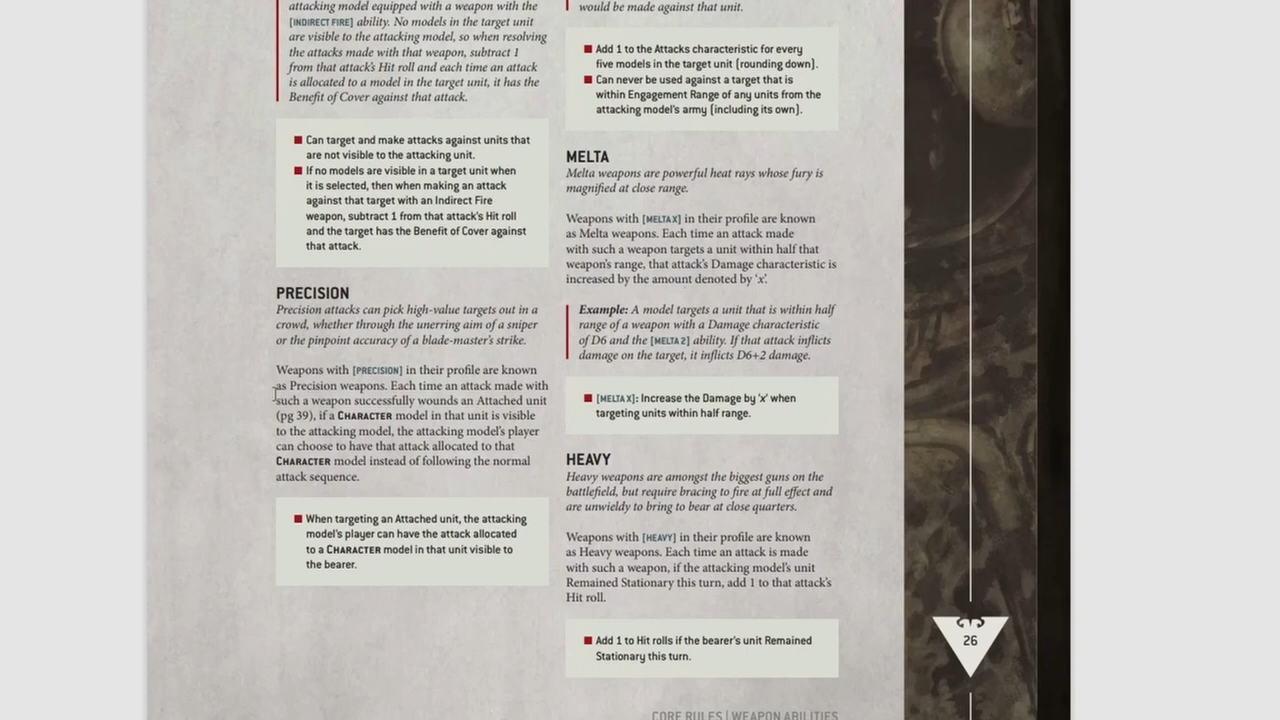 attacking model equipped with a weapon with the
[INDIRECT FIRE] ability. No models in the target unit
are visible to the attacking model, so when resolving
the attacks made with that weapon, subtract 1
from that attack's Hit roll and each time an attack
is allocated to a model in the target unit, it has the
Benefit of Cover against that attack.
Can target and make attacks against units that
are not visible to the attacking unit.
If no models are visible in a target unit when
it is selected, then when making an attack
against that target with an Indirect Fire
weapon, subtract 1 from that attack's Hit roll
and the target has the Benefit of Cover against
that attack.
PRECISION
Precision attacks can pick high-value targets out in a
crowd, whether through the unerring aim of a sniper
or the pinpoint accuracy of a blade-master's strike.
Weapons with [PRECISION] in their profile are known
as Precision weapons. Each time an attack made with
such a weapon successfully wounds an Attached unit
(pg 39), if a CHARACTER model in that unit is visible
to the attacking model, the attacking model's player
can choose to have that attack allocated to that
CHARACTER model instead of following the normal
attack sequence.
When targeting an Attached unit, the attacking
model's player can have the attack allocated
to a CHARACTER model in that unit visible to
the bearer.
would be made against that unit.
Add 1 to the Attacks characteristic for every
five models in the target unit (rounding down).
Can never be used against a target that is
within Engagement Range of any units from the
attacking model's army (including its own).
MELTA
Melta weapons are powerful heat rays whose fury is
magnified at close range.
Weapons with [MELTA X] in their profile are known
as Melta weapons. Each time an attack made
with such a weapon targets a unit within half that
weapon's range, that attack's Damage characteristic is
increased by the amount denoted by 'x'.
Example: A model targets a unit that is within half
range of a weapon with a Damage characteristic
of D6 and the [MELTA 2] ability. If that attack inflicts
damage on the target, it inflicts D6+2 damage.
[MELTA X]: Increase the Damage by 'x' when
targeting units within half range.
HEAVY
Heavy weapons are amongst the biggest guns on the
battlefield, but require bracing to fire at full effect and
are unwieldy to bring to bear at close quarters.
Weapons with [HEAVY] in their profile are known
as Heavy weapons. Each time an attack is made
with such a weapon, if the attacking model's unit
Remained Stationary this turn, add 1 to that attack's
Hit roll.
Add 1 to Hit rolls if the bearer's unit Remained
Stationary this turn.
26
CORE RULES | WEAPON ABILITIES